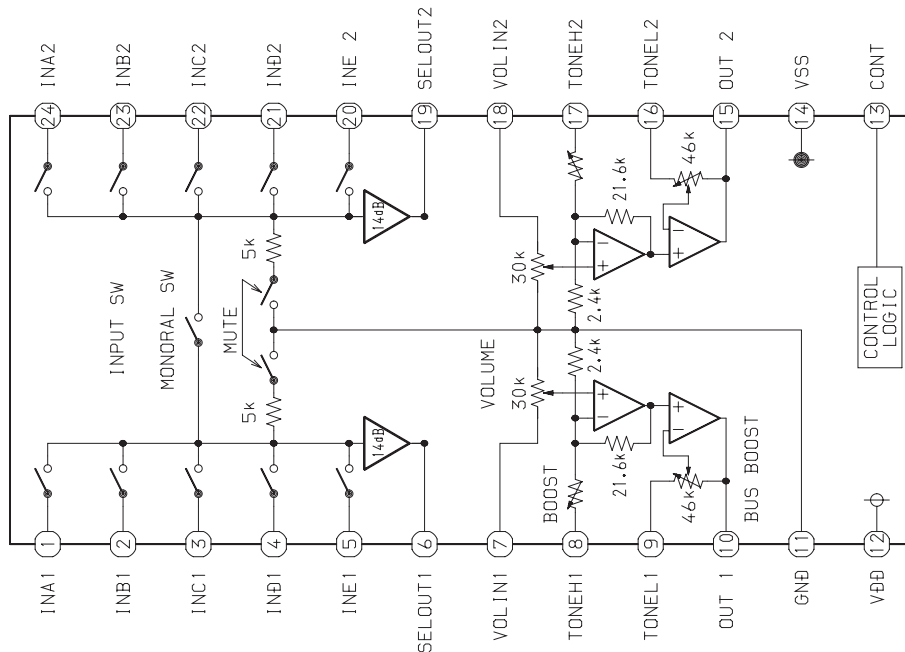 INA2
INB2
INC2
IND2
INE 2
SELOUT2
VOLIN2
TONEH2
TONEL2
OUT 2
VSS
CONT
24
23
22
21
20
19
18
17
16
15
14
13
INPUT SW
MONORAL SW
MUTE
5k
5k
14dB
14dB
VOLUME
30k
30k
2.4k
2.4k
21.6k
21.6k
46k
46k
+
−
+
−
+
−
+
−
BOOST
BUS BOOST
CONTROL
LOGIC
1
2
3
4
5
6
7
8
9
10
11
12
INA1
INB1
INC1
IND1
INE1
SELOUT1
VOLIN1
TONEH1
TONEL1
OUT 1
GND
VDD